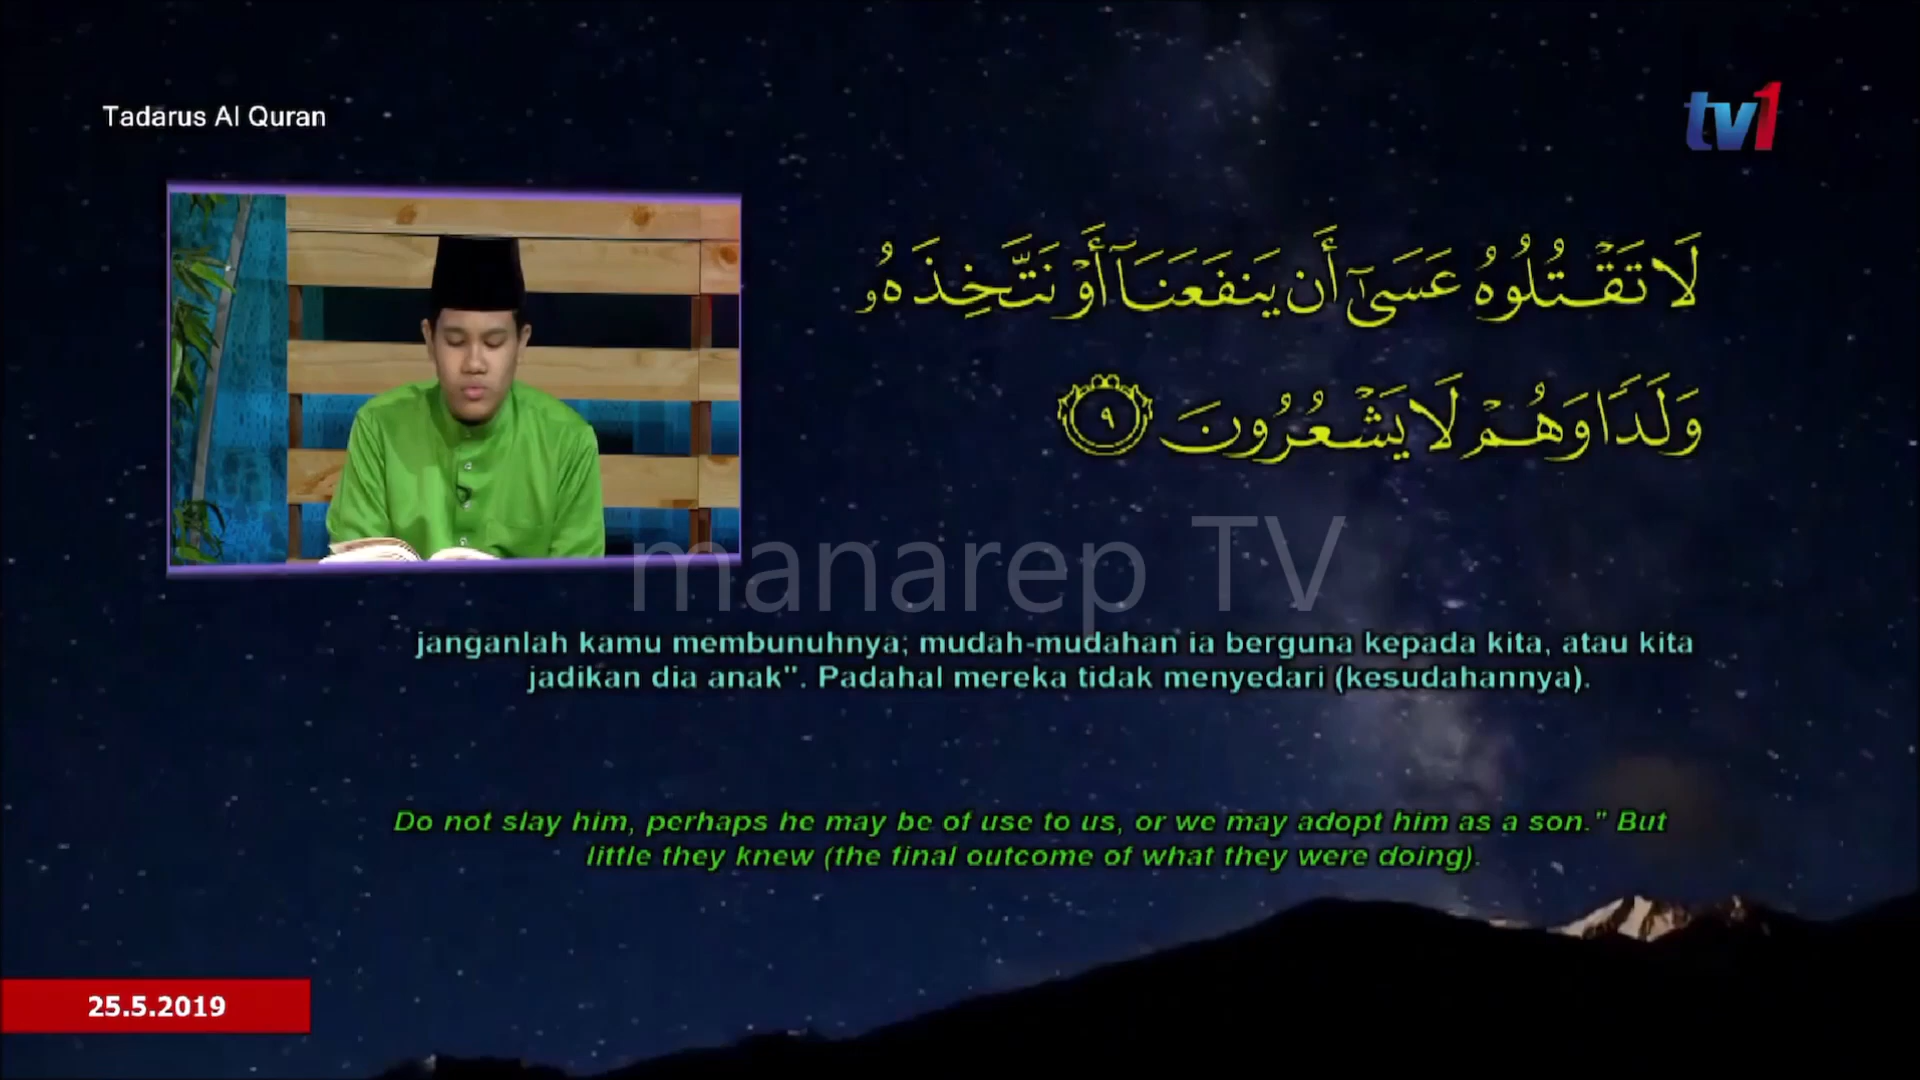 Tadarus Al Quran
tv1
لَا تَقْتُلُوهُ عَسَىٰٓ أَن يَنفَعَنَآ أَوْ نَتَّخِذَهُۥ
وَلَدًا وَهُمْ لَا يَشْعُرُونَ ٩
manarep TV
janganlah kamu membunuhnya; mudah-mudahan ia berguna kepada kita, atau kita
jadikan dia anak". Padahal mereka tidak menyedari (kesudahannya).
Do not slay him, perhaps he may be of use to us, or we may adopt him as a son." But
little they knew (the final outcome of what they were doing).
25.5.2019